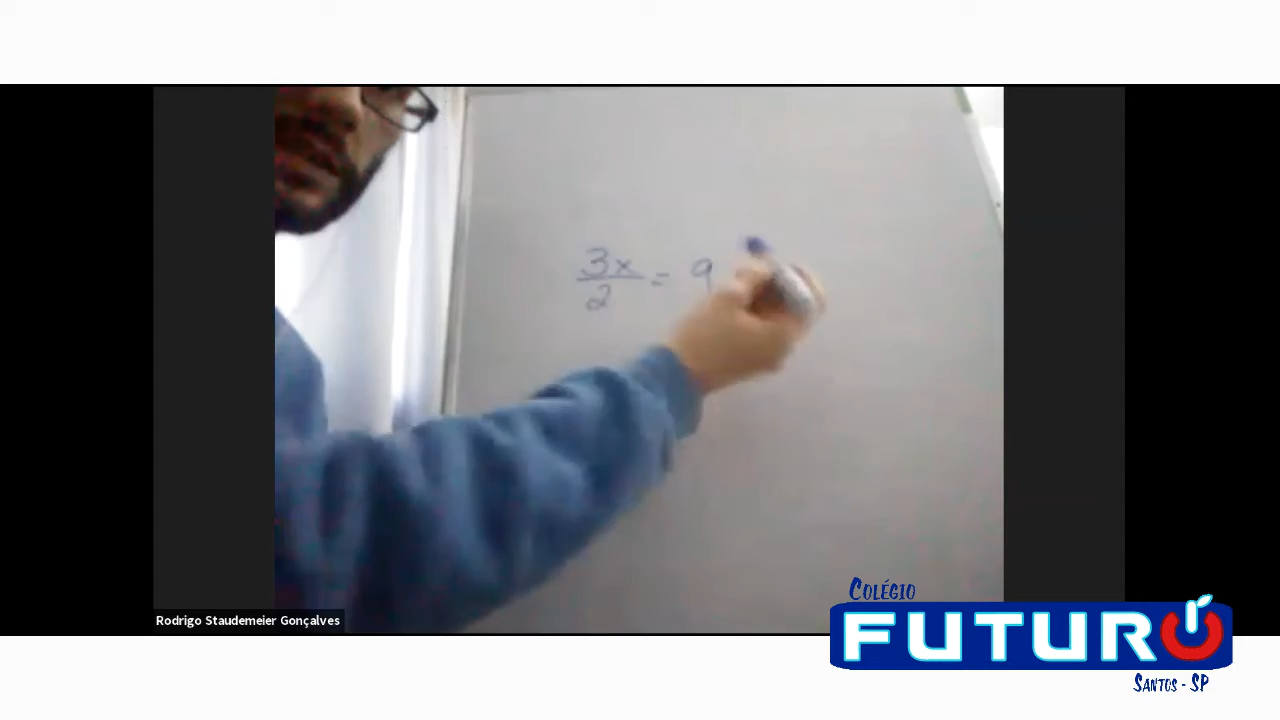 3x/2 = 9
Rodrigo Staudemeier Gonçalves
COLÉGIO
FUTURO
SANTOS - SP